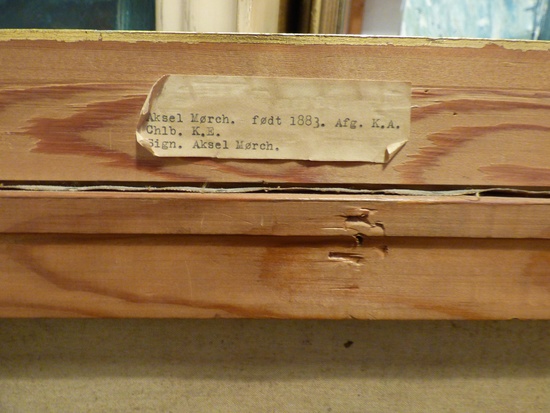 Aksel Mørch.  født 1883. Afg. K.A.
Chlb. K.E.
Sign. Aksel Mørch.